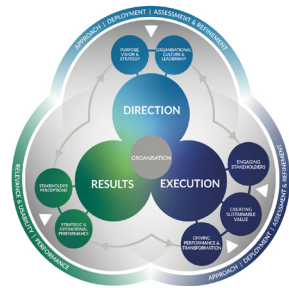 APPROACH | DEPLOYMENT | ASSESSMENT & REFINEMENT
PURPOSE,
VISION &
STRATEGY
ORGANISATIONAL
CULTURE &
LEADERSHIP
DIRECTION
ORGANISATION
RESULTS
EXECUTION
STAKEHOLDER
PERCEPTIONS
STRATEGIC &
OPERATIONAL
PERFORMANCE
ENGAGING
STAKEHOLDERS
CREATING
SUSTAINABLE
VALUE
DRIVING
PERFORMANCE &
TRANSFORMATION
RELEVANCE & USABILITY | PERFORMANCE
APPROACH | DEPLOYMENT | ASSESSMENT & REFINEMENT